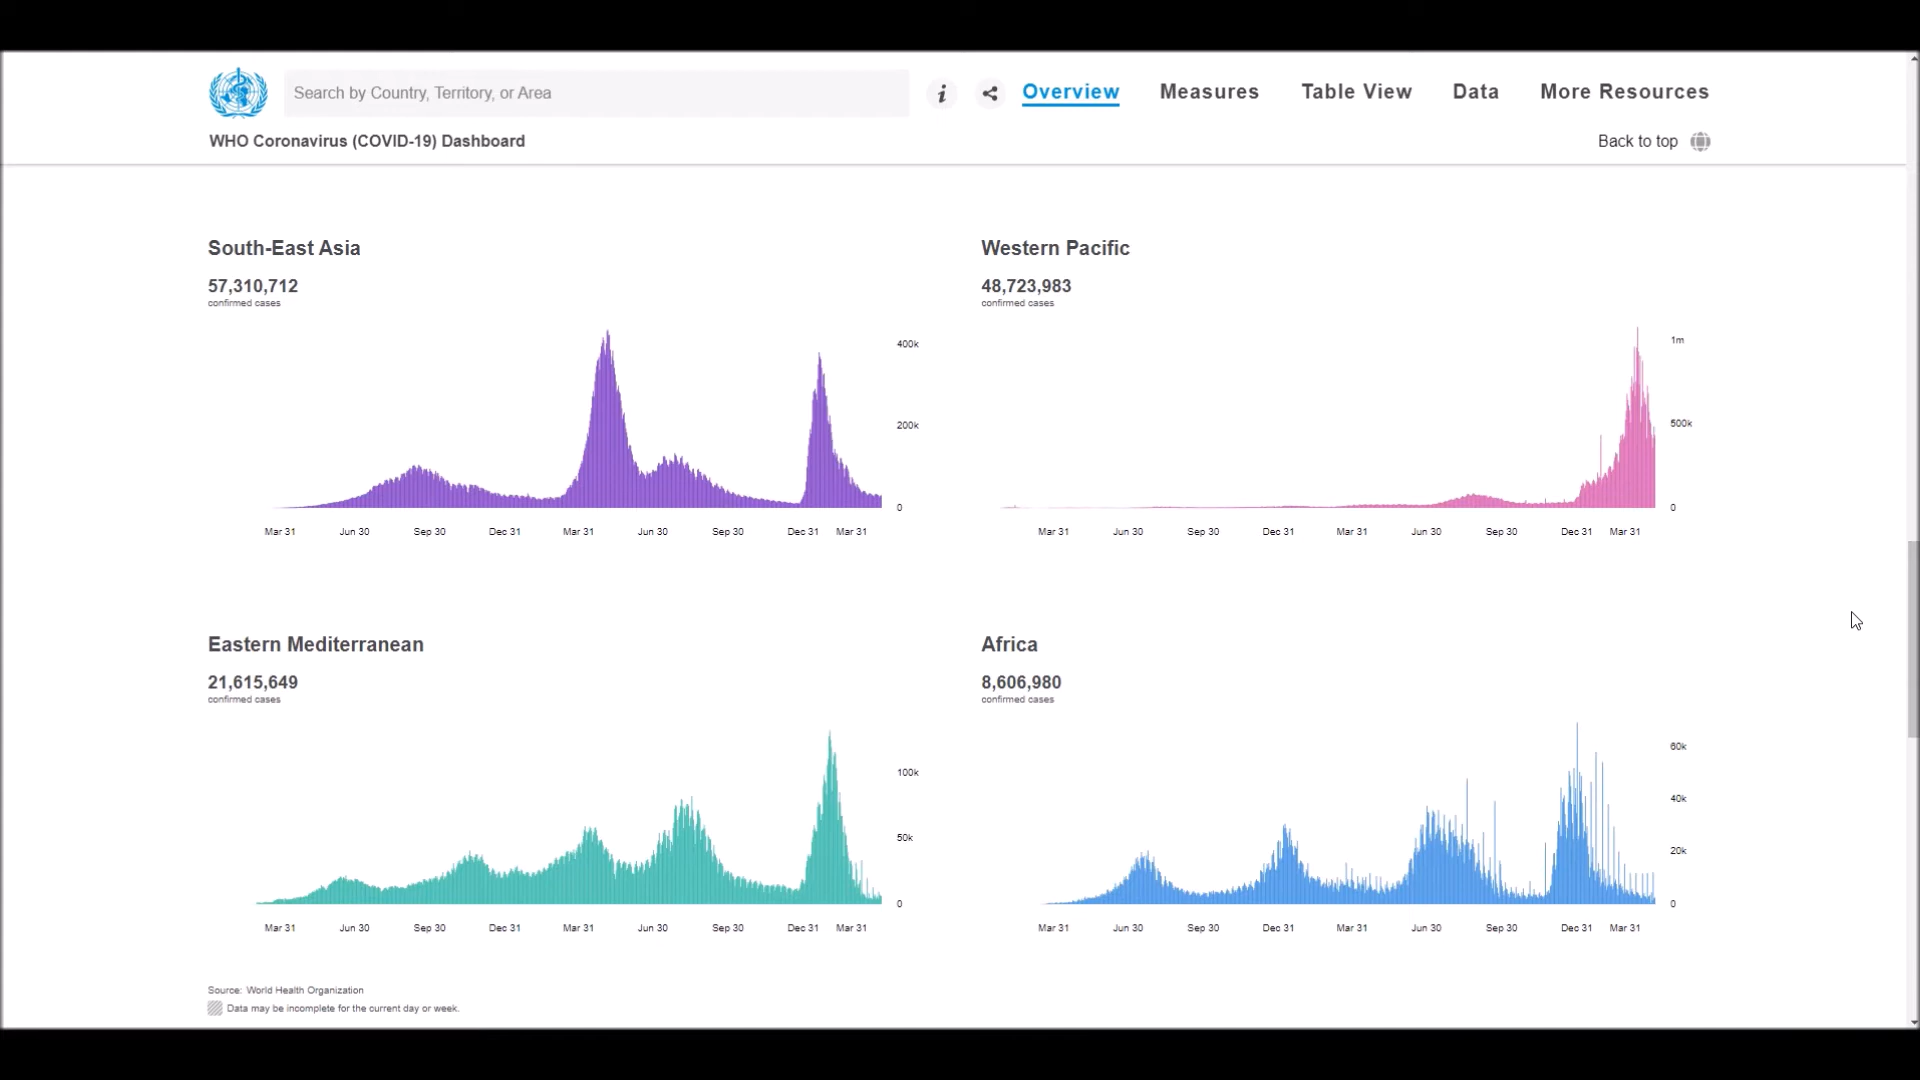 Search by Country, Territory, or Area
i
Overview
Measures
Table View
Data
More Resources
WHO Coronavirus (COVID-19) Dashboard
Back to top
South-East Asia
57,310,712
confirmed cases
400k
200k
0
Mar 31 Jun 30 Sep 30 Dec 31 Mar 31 Jun 30 Sep 30 Dec 31 Mar 31
Western Pacific
48,723,983
confirmed cases
1m
500k
0
Mar 31 Jun 30 Sep 30 Dec 31 Mar 31 Jun 30 Sep 30 Dec 31 Mar 31
Eastern Mediterranean
21,615,649
confirmed cases
100k
50k
0
Mar 31 Jun 30 Sep 30 Dec 31 Mar 31 Jun 30 Sep 30 Dec 31 Mar 31
Africa
8,606,980
confirmed cases
60k
40k
20k
0
Mar 31 Jun 30 Sep 30 Dec 31 Mar 31 Jun 30 Sep 30 Dec 31 Mar 31
Source: World Health Organization
Data may be incomplete for the current day or week.